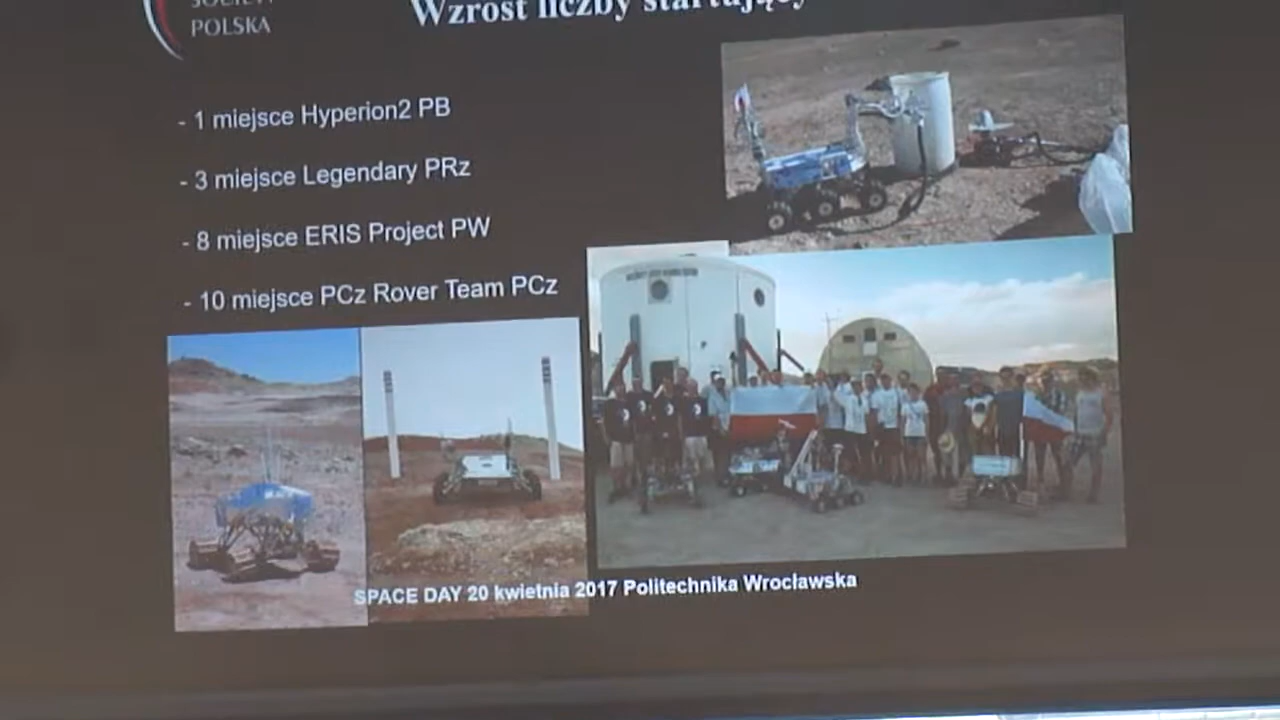 POLSKA
Wzrost liczby
- 1 miejsce Hyperion2 PB
- 3 miejsce Legendary PRz
- 8 miejsce ERIS Project PW
- 10 miejsce PCz Rover Team PCz
SPACE DAY 20 kwietnia 2017 Politechnika Wrocławska